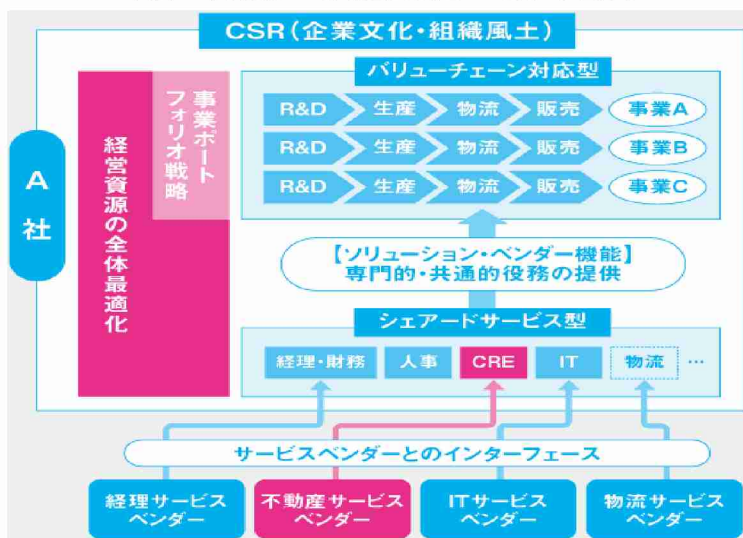 CSR（企業文化・組織風土）
A社
経営資源の全体最適化
事業ポート
フォリオ戦略
バリューチェーン対応型
R&D 生産 物流 販売 事業A
R&D 生産 物流 販売 事業B
R&D 生産 物流 販売 事業C
【ソリューション・ベンダー機能】
専門的・共通的役務の提供
シェアードサービス型
経理・財務 人事 CRE IT 物流 …
サービスベンダーとのインターフェース
経理サービス
ベンダー
不動産サービス
ベンダー
ITサービス
ベンダー
物流サービス
ベンダー